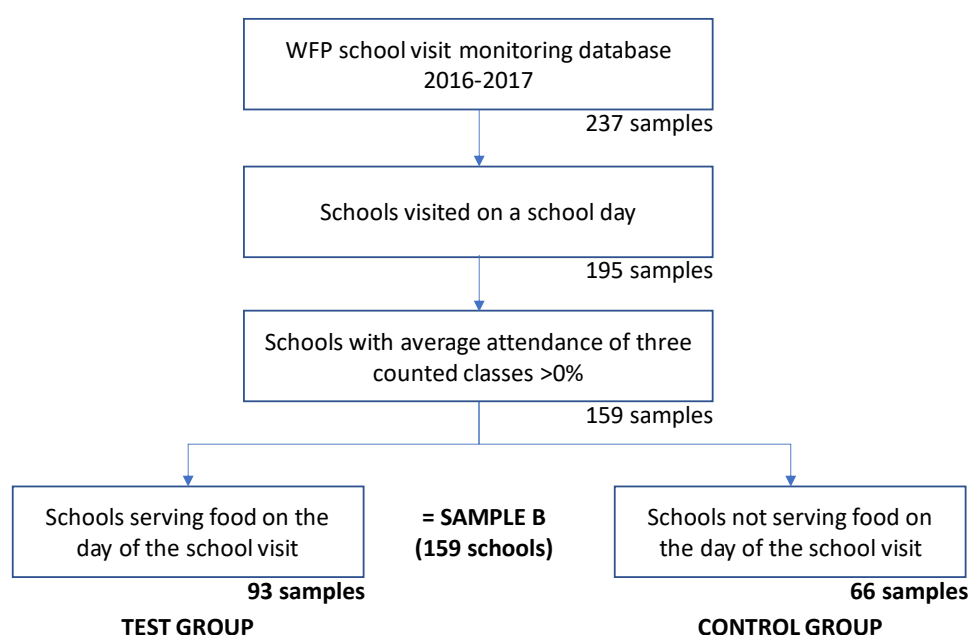 WFP school visit monitoring database
2016-2017
237 samples
Schools visited on a school day
195 samples
Schools with average attendance of three
counted classes >0%
159 samples
Schools serving food on the
day of the school visit
93 samples
TEST GROUP
= SAMPLE B
(159 schools)
Schools not serving food on
the day of the school visit
66 samples
CONTROL GROUP